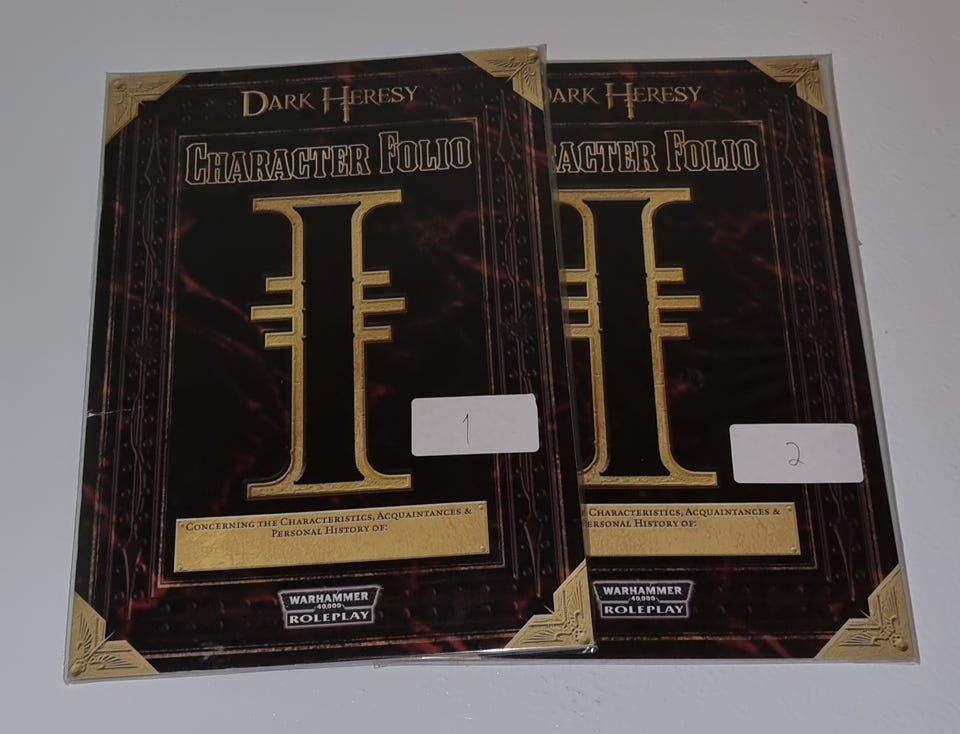 DARK HERESY
CHARACTER FOLIO
1
CONCERNING THE CHARACTERISTICS, ACQUAINTANCES &
PERSONAL HISTORY OF:
WARHAMMER
40,000
ROLEPLAY
ARK HERESY
ACTER FOLIO
2
CHARACTERISTICS, ACQUAINTANCES &
ERSONAL HISTORY OF:
WARHAMMER
40,000
ROLEPLAY